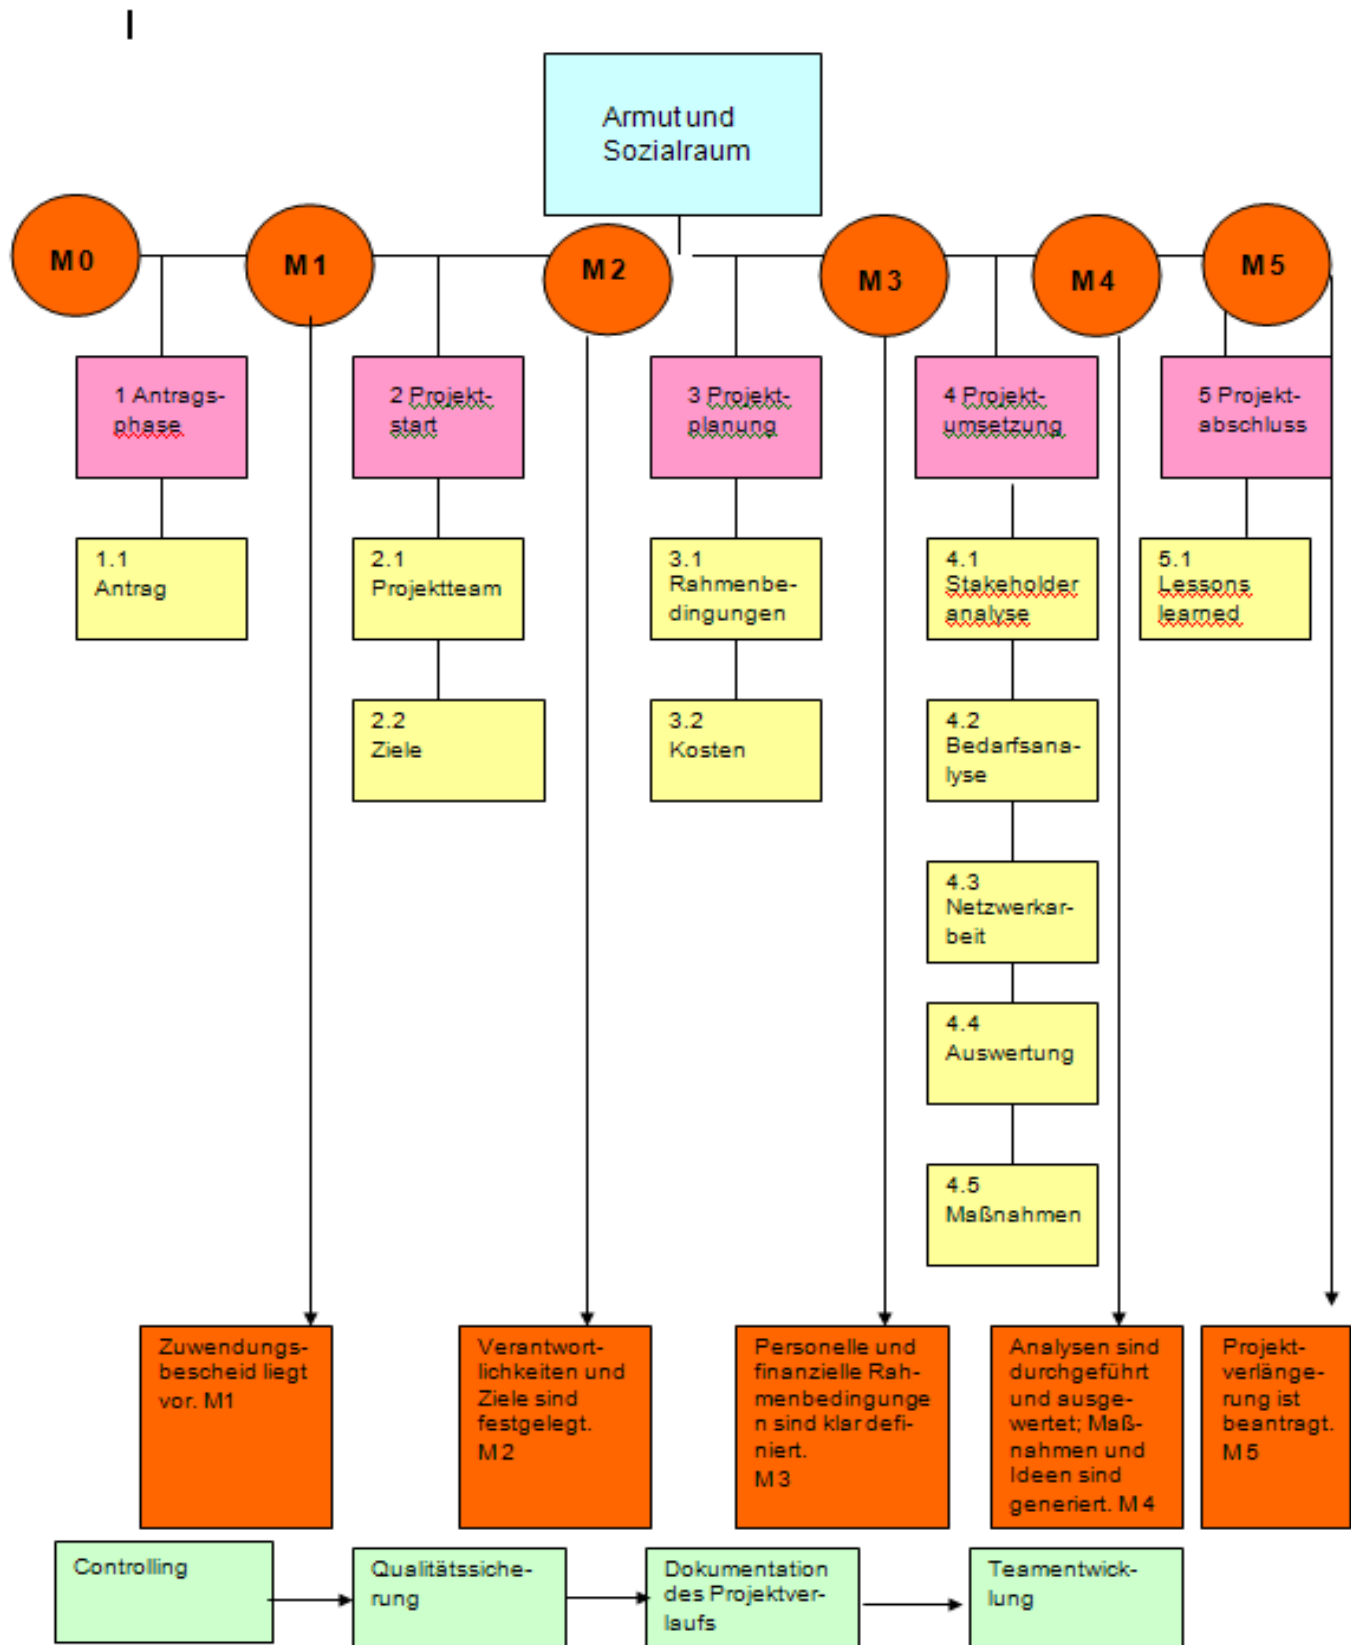 Armut und
Sozialraum
M 0
M 1
M 2
M 3
M 4
M 5
1 Antrags-
phase
2 Projekt-
start
3 Projekt-
planung
4 Projekt-
umsetzung
5 Projekt-
abschluss
1.1
Antrag
2.1
Projektteam
3.1
Rahmenbe-
dingungen
4.1
Stakeholder
analyse
5.1
Lessons
learned
2.2
Ziele
3.2
Kosten
4.2
Bedarfsana-
lyse
4.3
Netzwerkar-
beit
4.4
Auswertung
4.5
Maßnahmen
Zuwendungs-
bescheid liegt
vor. M1
Verantwort-
lichkeiten und
Ziele sind
festgelegt.
M 2
Personelle und
finanzielle Rah-
menbedingunge
n sind klar defi-
niert.
M 3
Analysen sind
durchgeführt
und ausge-
wertet; Maß-
nahmen und
Ideen sind
generiert. M 4
Projekt-
verlänge-
rung ist
beantragt.
M 5
Controlling
Qualitätssiche-
rung
Dokumentation
des Projektver-
laufs
Teamentwick-
lung